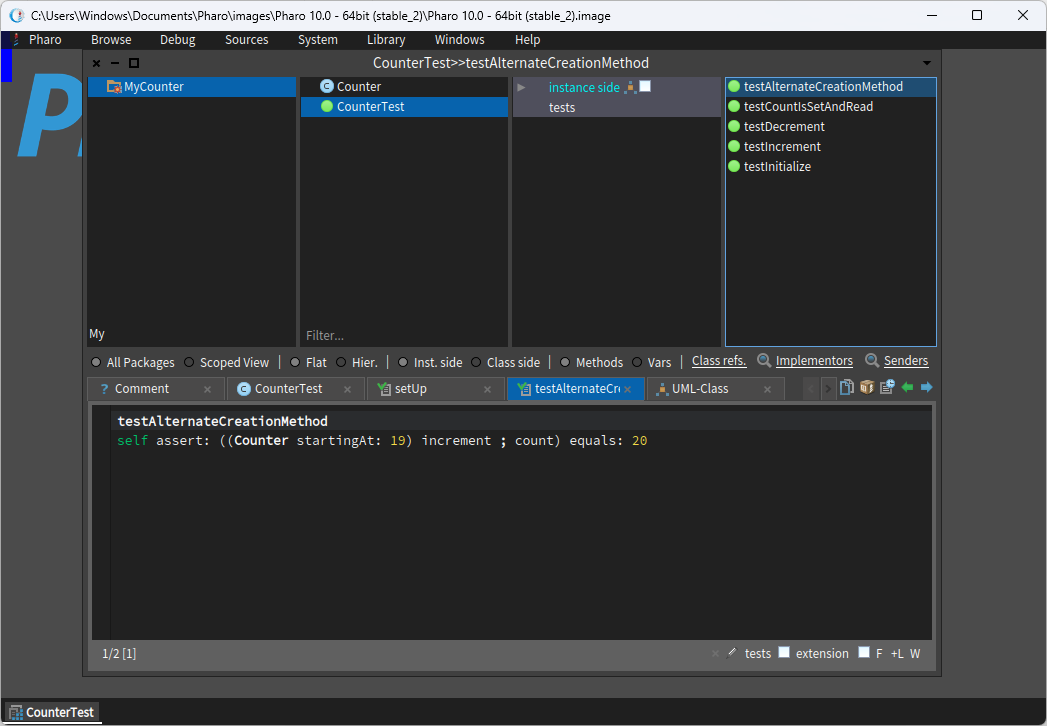 C:\Users\Windows\Documents\Pharo\images\Pharo 10.0 - 64bit (stable_2)\Pharo 10.0 - 64bit (stable_2).image
Pharo Browse Debug Sources System Library Windows Help
CounterTest>>testAlternateCreationMethod
MyCounter
My
Counter
CounterTest
Filter...
instance side
tests
testAlternateCreationMethod
testCountIsSetAndRead
testDecrement
testIncrement
testInitialize
All Packages Scoped View | Flat Hier. | Inst. side Class side | Methods Vars | Class refs. Implementors Senders
? Comment × CounterTest × setUp × testAlternateCr × UML-Class ×
testAlternateCreationMethod
self assert: ((Counter startingAt: 19) increment ; count) equals: 20
1/2 [1] tests extension F +L W
CounterTest